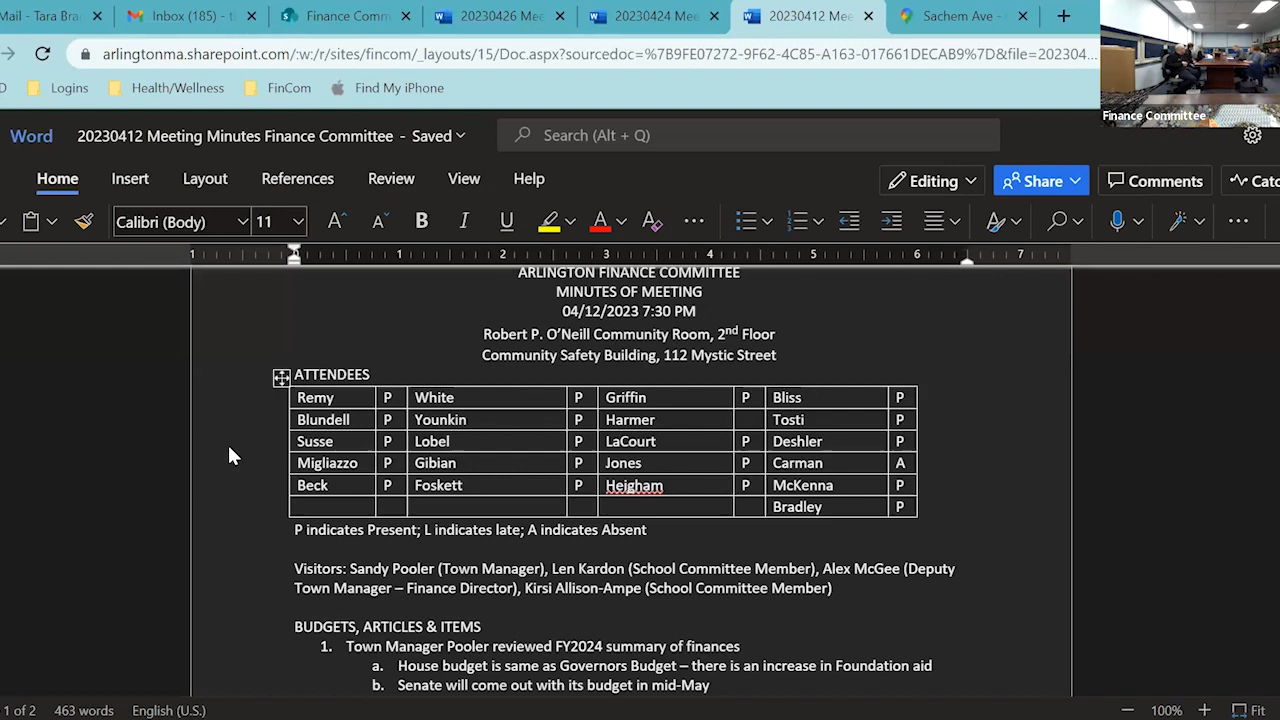 Mail - Tara Bra
Inbox (185) - t
Finance Comm
20230426 Mee
20230424 Mee
20230412 Mee
Sachem Ave -
arlingtonma.sharepoint.com/:w:/r/sites/fincom/_layouts/15/Doc.aspx?sourcedoc=%7B9FE07272-9F62-4C85-A163-017661DECAB9%7D&file=202304...
Logins
Health/Wellness
FinCom
Find My iPhone
Finance Committee
Word
20230412 Meeting Minutes Finance Committee - Saved
Search (Alt + Q)
Home Insert Layout References Review View Help
Editing Share Comments Catc
Calibri (Body) 11
1 1 2 3 4 5 6 7
ARLINGTON FINANCE COMMITTEE
MINUTES OF MEETING
04/12/2023 7:30 PM
Robert P. O’Neill Community Room, 2nd Floor
Community Safety Building, 112 Mystic Street
ATTENDEES
Remy P White P Griffin P Bliss P
Blundell P Younkin P Harmer Tosti P
Susse P Lobel P LaCourt P Deshler P
Migliazzo P Gibian P Jones P Carman A
Beck P Foskett P Heigham P McKenna P
Bradley P
P indicates Present; L indicates late; A indicates Absent
Visitors: Sandy Pooler (Town Manager), Len Kardon (School Committee Member), Alex McGee (Deputy
Town Manager – Finance Director), Kirsi Allison-Ampe (School Committee Member)
BUDGETS, ARTICLES & ITEMS
1. Town Manager Pooler reviewed FY2024 summary of finances
a. House budget is same as Governors Budget – there is an increase in Foundation aid
b. Senate will come out with its budget in mid-May
1 of 2 463 words English (U.S.) 100% Fit